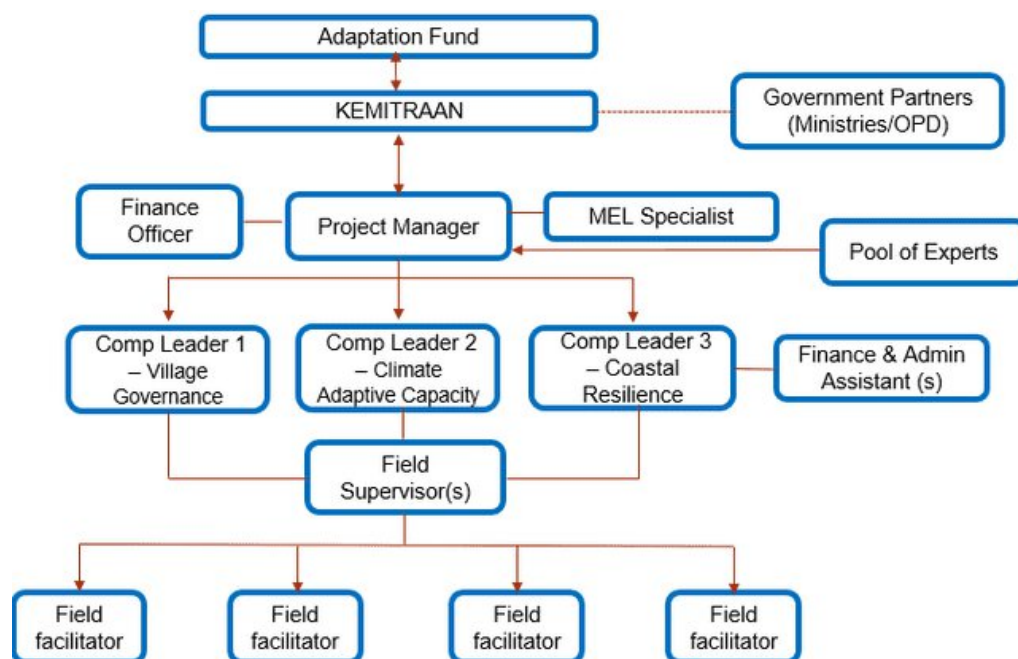 Adaptation Fund
KEMITRAAN
Government Partners
(Ministries/OPD)
Finance
Officer
Project Manager
MEL Specialist
Pool of Experts
Comp Leader 1
– Village
Governance
Comp Leader 2
– Climate
Adaptive Capacity
Comp Leader 3
– Coastal
Resilience
Finance & Admin
Assistant (s)
Field
Supervisor(s)
Field
facilitator
Field
facilitator
Field
facilitator
Field
facilitator